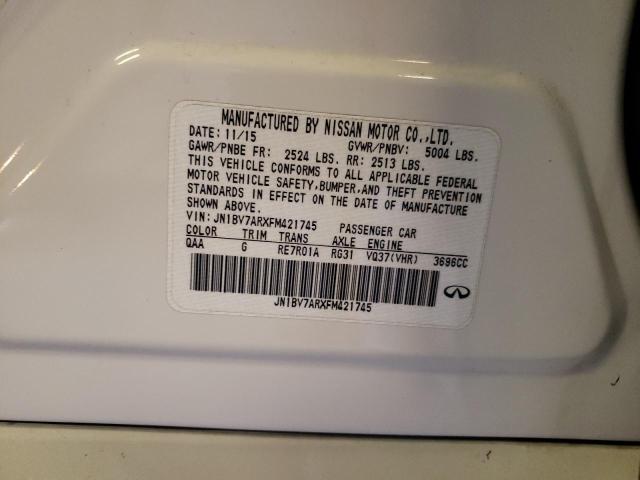 MANUFACTURED BY NISSAN MOTOR CO.,LTD.
DATE: 11/15 GVWR/PNBV: 5004 LBS.
GAWR/PNBE FR: 2524 LBS. RR: 2513 LBS.
THIS VEHICLE CONFORMS TO ALL APPLICABLE FEDERAL
MOTOR VEHICLE SAFETY,BUMPER,AND THEFT PREVENTION
STANDARDS IN EFFECT ON THE DATE OF MANUFACTURE
SHOWN ABOVE.
VIN: JN1BV7ARXFM421745 PASSENGER CAR
COLOR TRIM TRANS AXLE ENGINE
QAA G RE7R01A RG31 VQ37(VHR) 3696CC
JN1BV7ARXFM421745